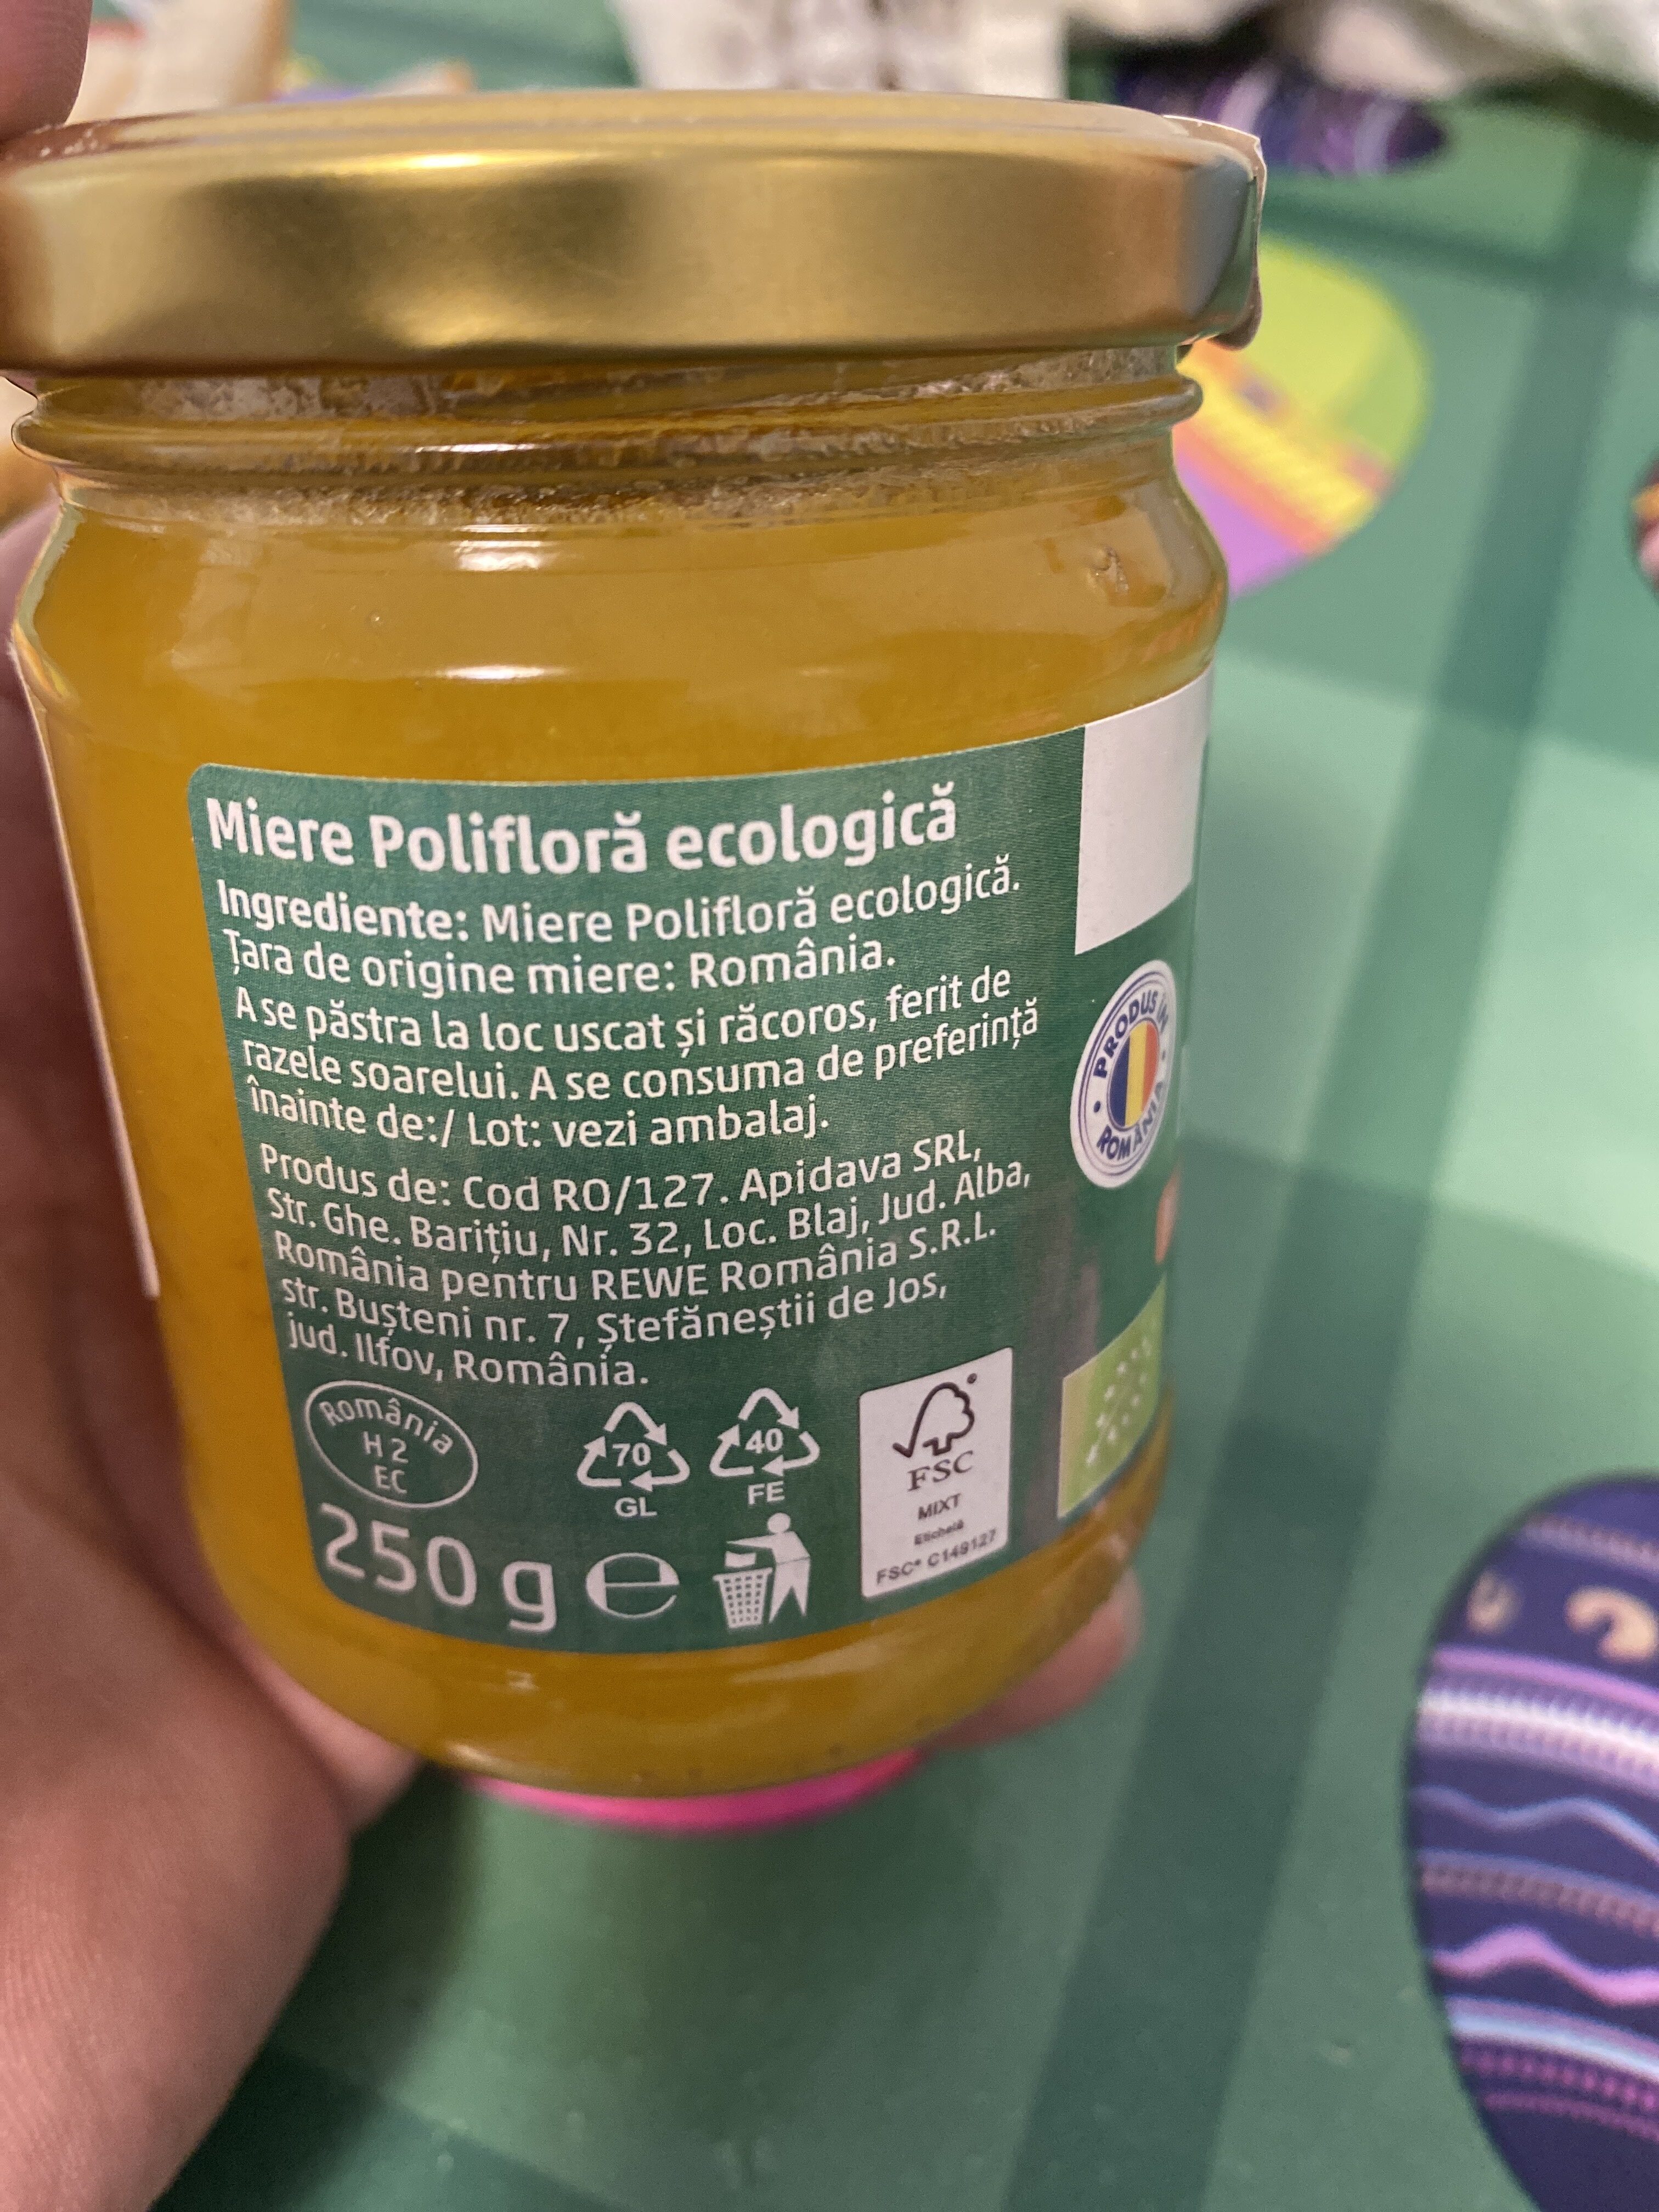 Miere Polifloră ecologică
Ingrediente: Miere Polifloră ecologică.
Țara de origine miere: România.
A se păstra la loc uscat și răcoros, ferit de
razele soarelui. A se consuma de preferință
înainte de:/ Lot: vezi ambalaj.
Produs de: Cod RO/127. Apidava SRL,
Str. Ghe. Barițiu, Nr. 32, Loc. Blaj, Jud. Alba,
România pentru REWE România S.R.L.
str. Bușteni nr. 7, Ștefăneștii de Jos,
jud. Ilfov, România.
România
H 2
EC
70
GL
40
FE
250 g e
FSC
MIXT
Etichetă
FSC® C149127
PRODUS ÎN
ROMÂNIA